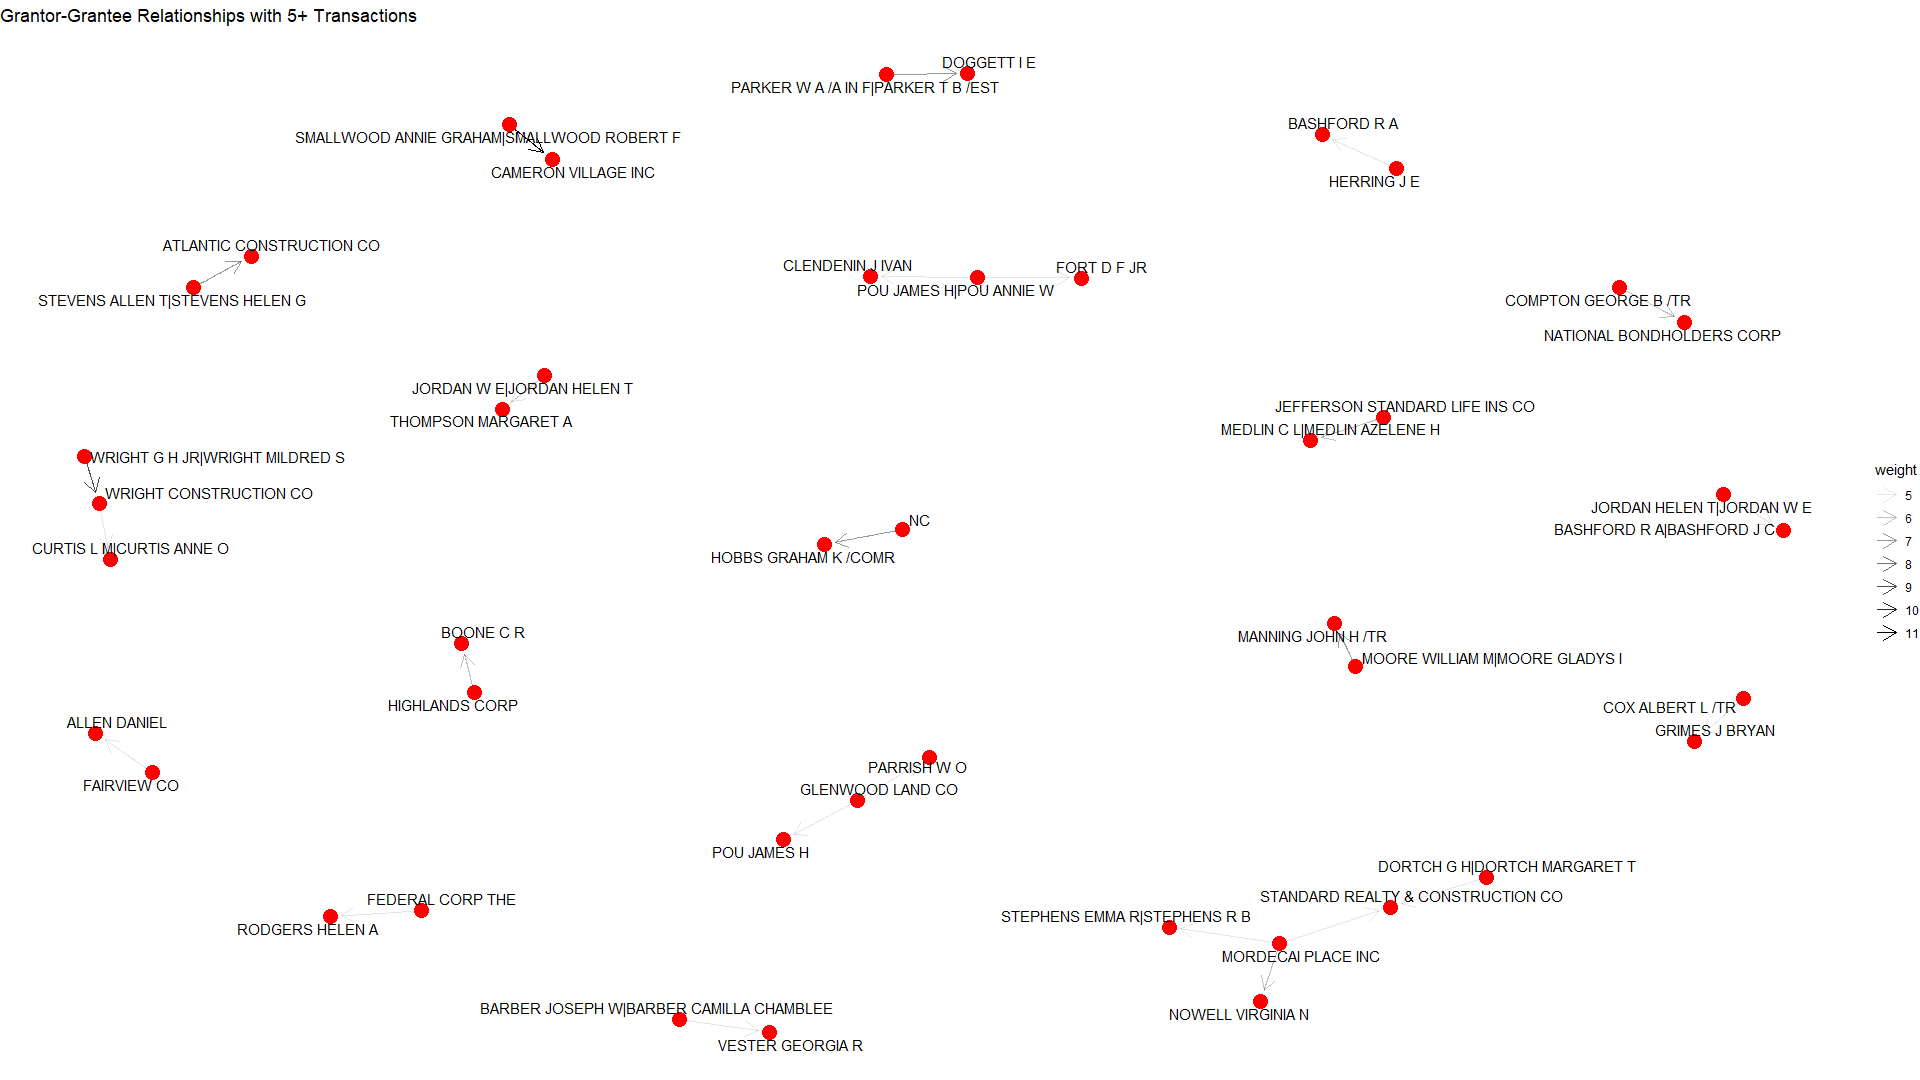 Grantor-Grantee Relationships with 5+ Transactions
DOGGETT I E
PARKER W A /A IN F|PARKER T B /EST
BASHFORD R A
SMALLWOOD ANNIE GRAHAM|SMALLWOOD ROBERT F
CAMERON VILLAGE INC
HERRING J E
ATLANTIC CONSTRUCTION CO
CLENDENIN J IVAN
FORT D F JR
POU JAMES H|POU ANNIE W
STEVENS ALLEN T|STEVENS HELEN G
COMPTON GEORGE B /TR
NATIONAL BONDHOLDERS CORP
JORDAN W E|JORDAN HELEN T
THOMPSON MARGARET A
JEFFERSON STANDARD LIFE INS CO
MEDLIN C L|MEDLIN AZELENE H
WRIGHT G H JR|WRIGHT MILDRED S
WRIGHT CONSTRUCTION CO
CURTIS L M|CURTIS ANNE O
NC
HOBBS GRAHAM K /COMR
JORDAN HELEN T|JORDAN W E
BASHFORD R A|BASHFORD J C
weight
5
6
7
8
9
10
11
BOONE C R
HIGHLANDS CORP
MANNING JOHN H /TR
MOORE WILLIAM M|MOORE GLADYS I
COX ALBERT L /TR
GRIMES J BRYAN
ALLEN DANIEL
FAIRVIEW CO
PARRISH W O
GLENWOOD LAND CO
POU JAMES H
DORTCH G H|DORTCH MARGARET T
STANDARD REALTY & CONSTRUCTION CO
STEPHENS EMMA R|STEPHENS R B
MORDECAI PLACE INC
NOWELL VIRGINIA N
FEDERAL CORP THE
RODGERS HELEN A
BARBER JOSEPH W|BARBER CAMILLA CHAMBLEE
VESTER GEORGIA R